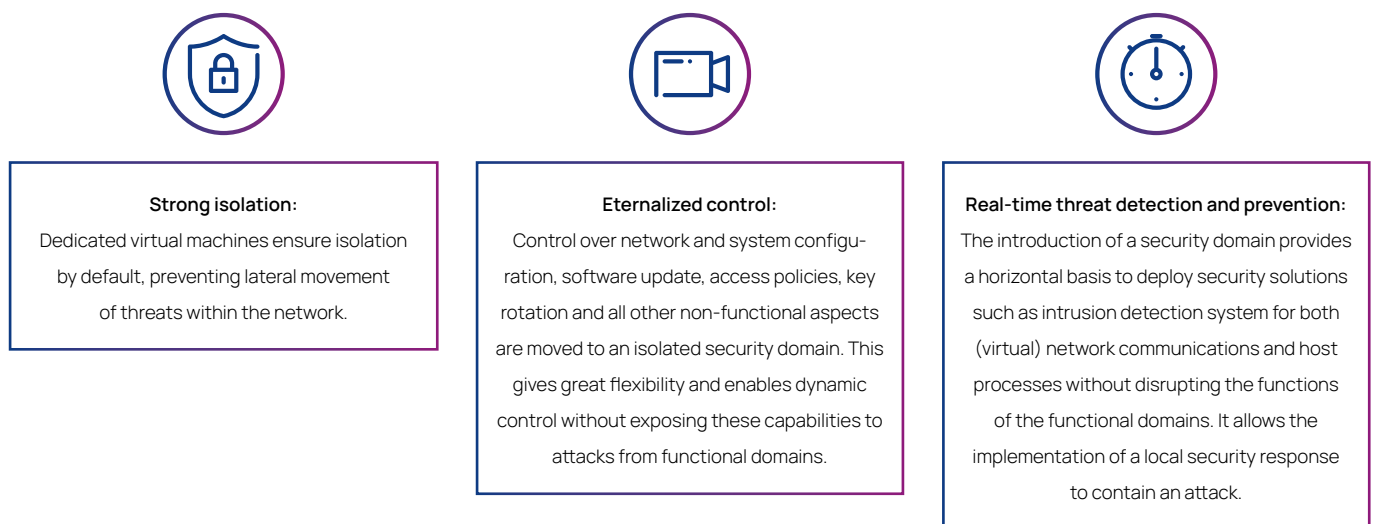 Strong isolation:
Dedicated virtual machines ensure isolation
by default, preventing lateral movement
of threats within the network.
Eternalized control:
Control over network and system configu-
ration, software update, access policies, key
rotation and all other non-functional aspects
are moved to an isolated security domain. This
gives great flexibility and enables dynamic
control without exposing these capabilities to
attacks from functional domains.
Real-time threat detection and prevention:
The introduction of a security domain provides
a horizontal basis to deploy security solutions
such as intrusion detection system for both
(virtual) network communications and host
processes without disrupting the functions
of the functional domains. It allows the
implementation of a local security response
to contain an attack.